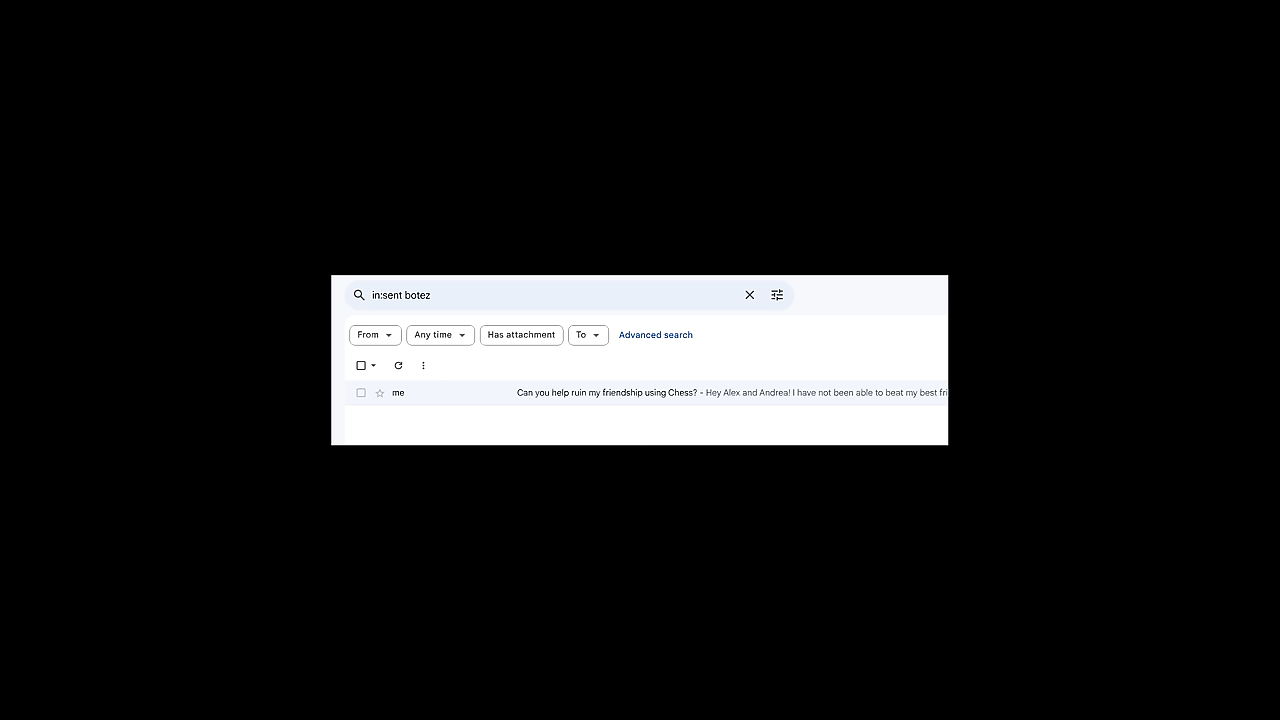 in:sent botez
From Any time Has attachment To Advanced search
me Can you help ruin my friendship using Chess? - Hey Alex and Andrea! I have not been able to beat my best